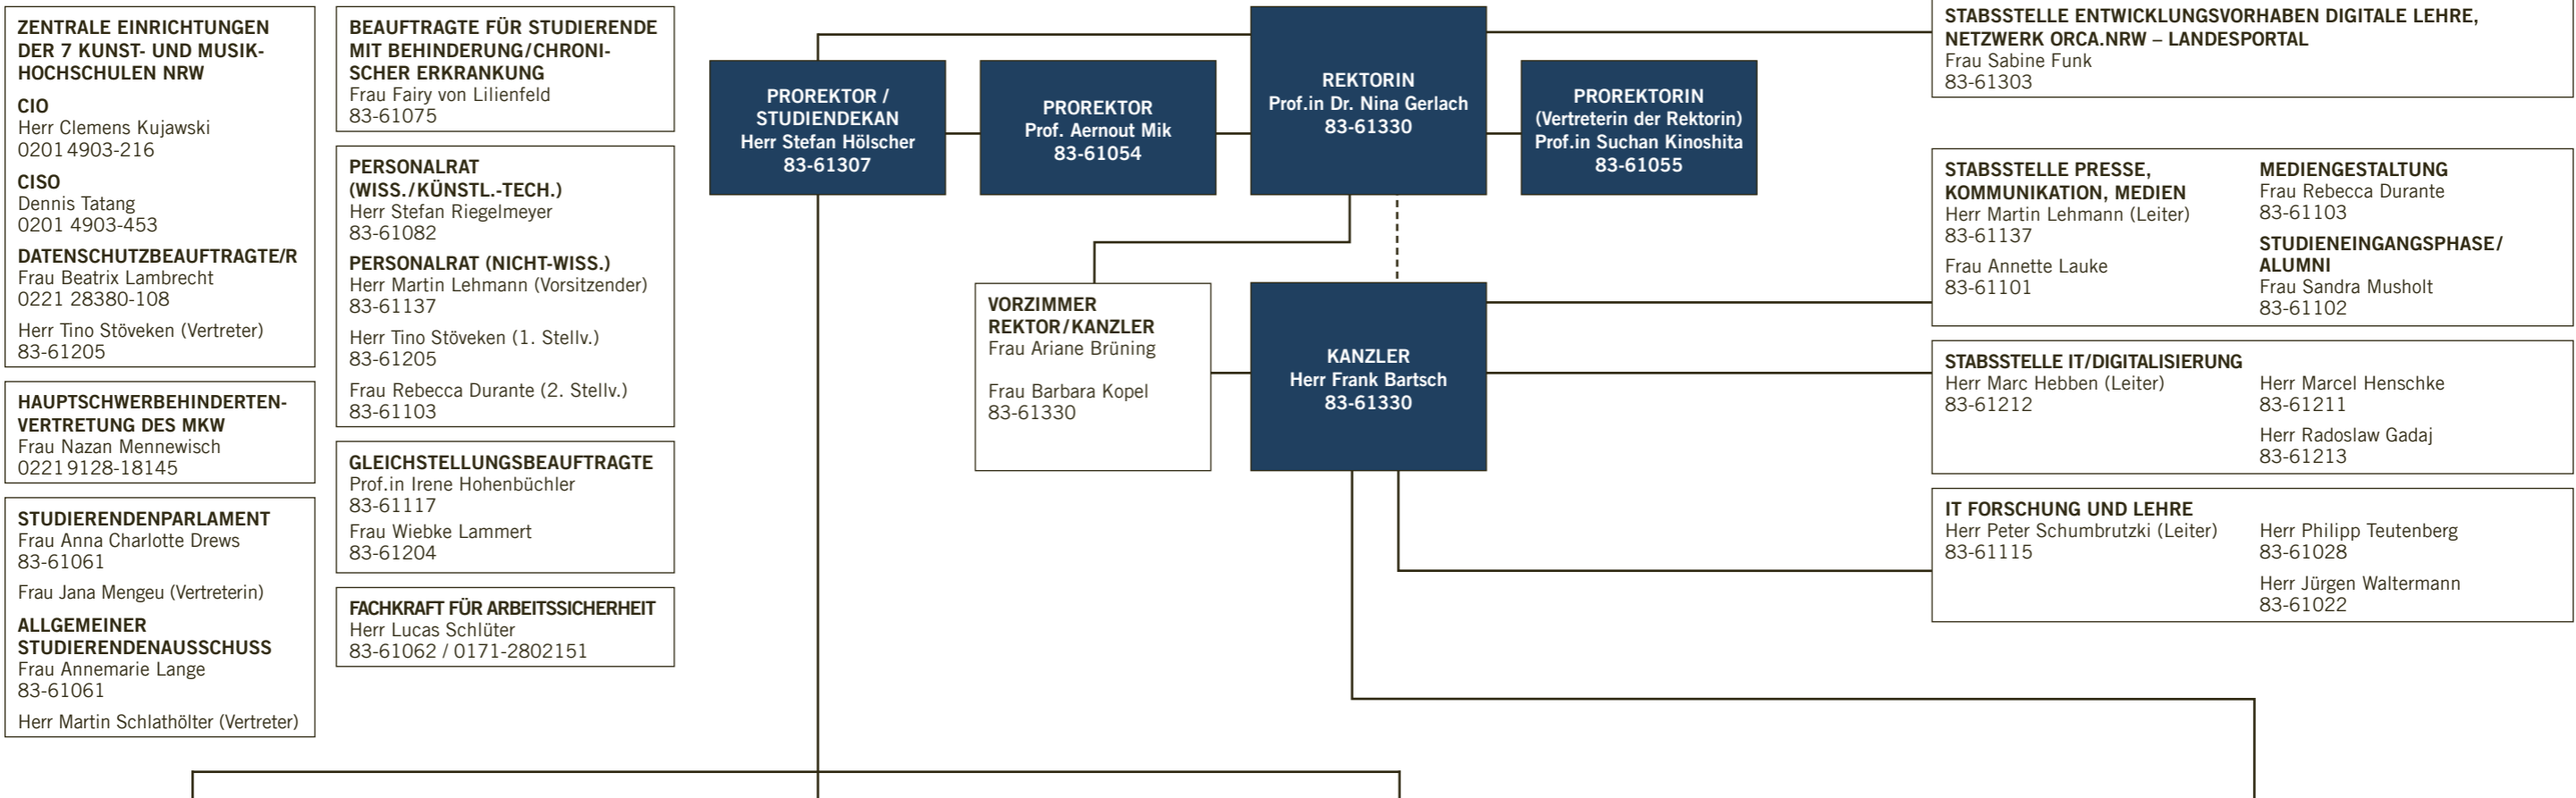 ZENTRALE EINRICHTUNGEN
DER 7 KUNST- UND MUSIK-
HOCHSCHULEN NRW
CIO
Herr Clemens Kujawski
0201 4903-216
CISO
Dennis Tatang
0201 4903-453
DATENSCHUTZBEAUFTRAGTE/R
Frau Beatrix Lambrecht
0221 28380-108
Herr Tino Stöveken (Vertreter)
83-61205
HAUPTSCHWERBEHINDERTEN-
VERTRETUNG DES MKW
Frau Nazan Mennewisch
0221 9128-18145
STUDIERENDENPARLAMENT
Frau Anna Charlotte Drews
83-61061
Frau Jana Mengeu (Vertreterin)
ALLGEMEINER
STUDIERENDENAUSSCHUSS
Frau Annemarie Lange
83-61061
Herr Martin Schlathölter (Vertreter)
BEAUFTRAGTE FÜR STUDIERENDE
MIT BEHINDERUNG/CHRONI-
SCHER ERKRANKUNG
Frau Fairy von Lilienfeld
83-61075
PERSONALRAT
(WISS./KÜNSTL.-TECH.)
Herr Stefan Riegelmeyer
83-61082
PERSONALRAT (NICHT-WISS.)
Herr Martin Lehmann (Vorsitzender)
83-61137
Herr Tino Stöveken (1. Stellv.)
83-61205
Frau Rebecca Durante (2. Stellv.)
83-61103
GLEICHSTELLUNGSBEAUFTRAGTE
Prof.in Irene Hohenbüchler
83-61117
Frau Wiebke Lammert
83-61204
FACHKRAFT FÜR ARBEITSSICHERHEIT
Herr Lucas Schlüter
83-61062 / 0171-2802151
PROREKTOR /
STUDIENDEKAN
Herr Stefan Hölscher
83-61307
PROREKTOR
Prof. Aernout Mik
83-61054
REKTORIN
Prof.in Dr. Nina Gerlach
83-61330
PROREKTORIN
(Vertreterin der Rektorin)
Prof.in Suchan Kinoshita
83-61055
VORZIMMER
REKTOR/KANZLER
Frau Ariane Brüning
Frau Barbara Kopel
83-61330
KANZLER
Herr Frank Bartsch
83-61330
STABSSTELLE ENTWICKLUNGSVORHABEN DIGITALE LEHRE,
NETZWERK ORCA.NRW – LANDESPORTAL
Frau Sabine Funk
83-61303
STABSSTELLE PRESSE,
KOMMUNIKATION, MEDIEN
Herr Martin Lehmann (Leiter)
83-61137
Frau Annette Lauke
83-61101
MEDIENGESTALTUNG
Frau Rebecca Durante
83-61103
STUDIENEINGANGSPHASE/
ALUMNI
Frau Sandra Musholt
83-61102
STABSSTELLE IT/DIGITALISIERUNG
Herr Marc Hebben (Leiter)
83-61212
Herr Marcel Henschke
83-61211
Herr Radoslaw Gadaj
83-61213
IT FORSCHUNG UND LEHRE
Herr Peter Schumbrutzki (Leiter)
83-61115
Herr Philipp Teutenberg
83-61028
Herr Jürgen Waltermann
83-61022